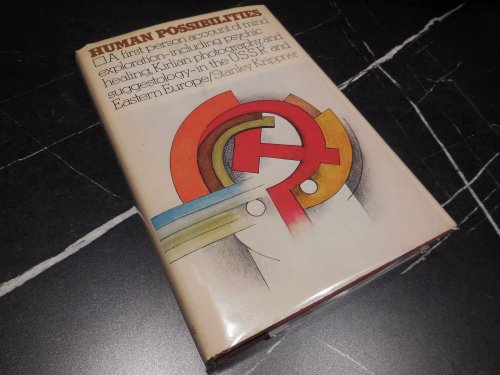 HUMAN POSSIBILITIES
A first person account of mind
exploration–including psychic
healing, Kirlian photography and
suggestology–in the U.S.S.R. and
Eastern Europe/Stanley Krippner